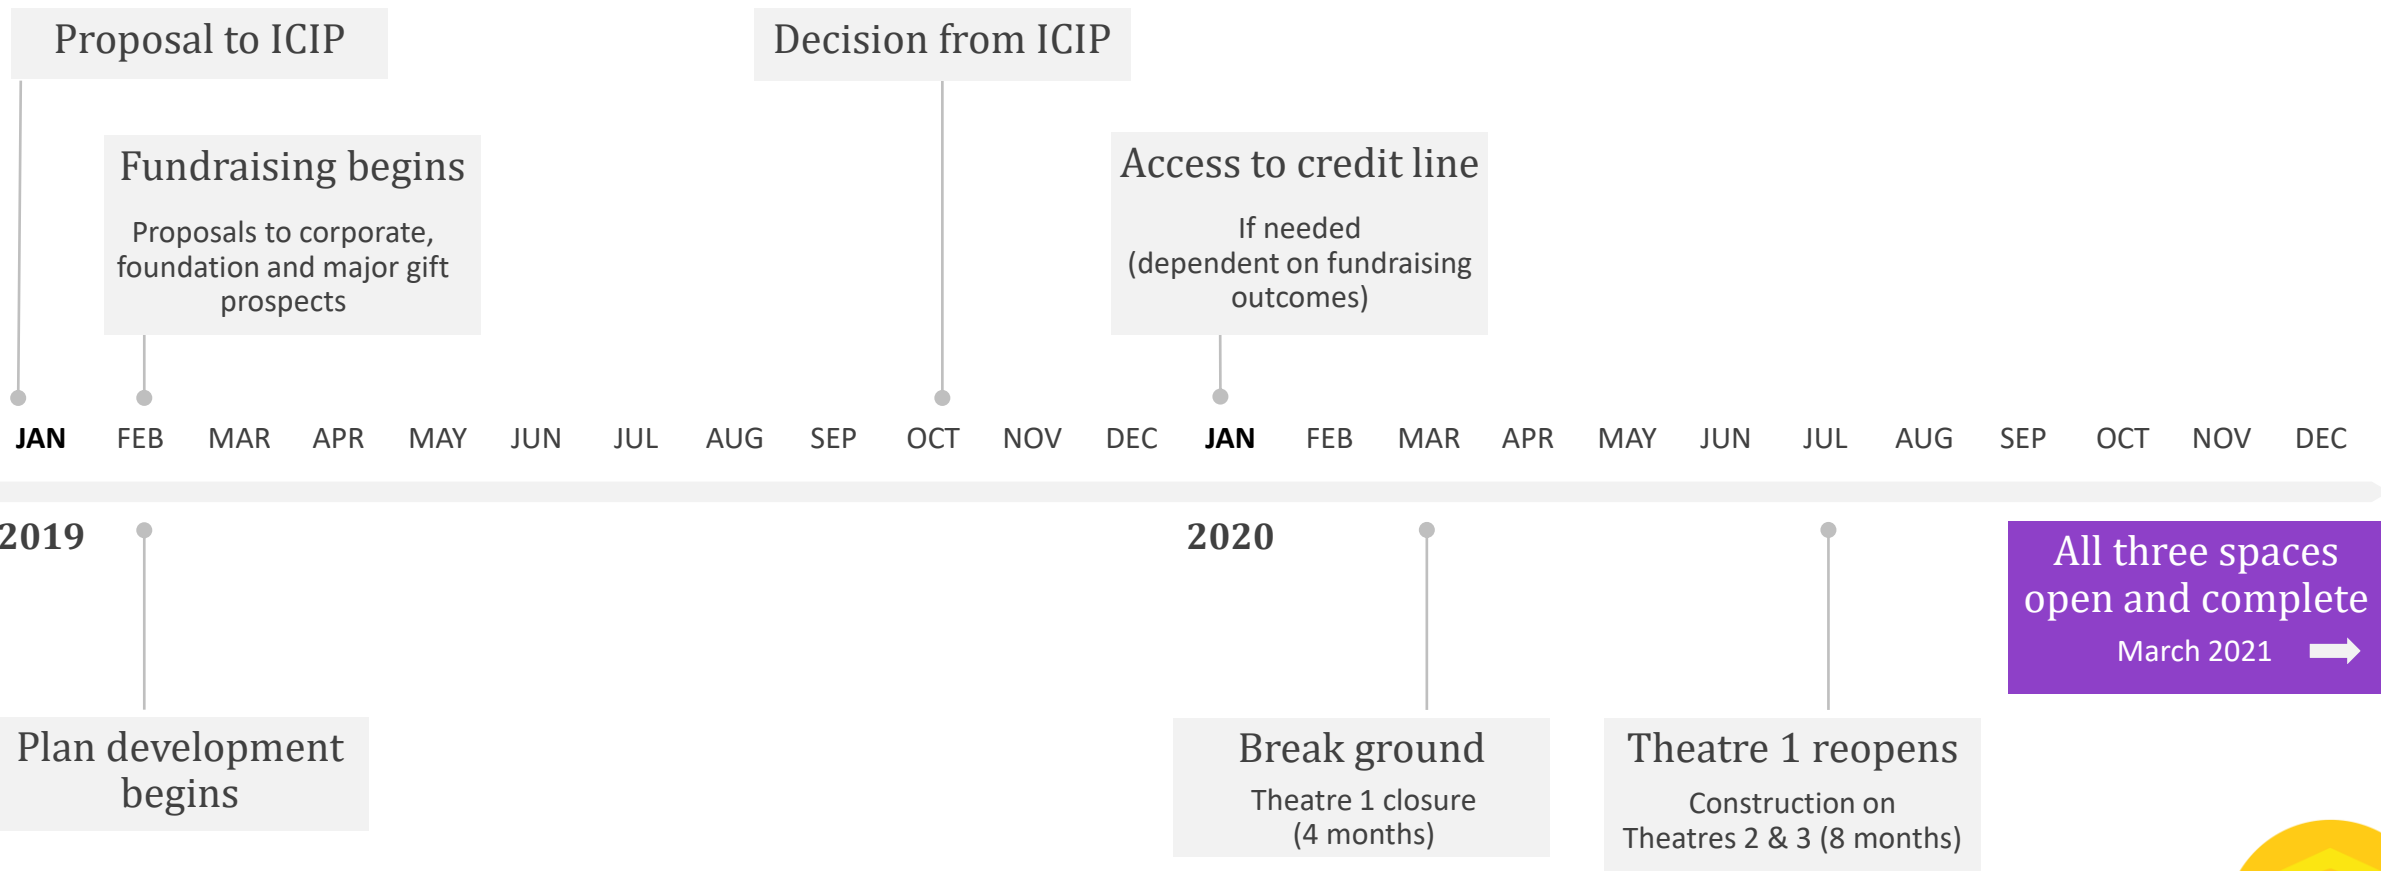 Proposal to ICIP
Decision from ICIP
Fundraising begins
Proposals to corporate,
foundation and major gift
prospects
Access to credit line
If needed
(dependent on fundraising
outcomes)
JAN FEB MAR APR MAY JUN JUL AUG SEP OCT NOV DEC JAN FEB MAR APR MAY JUN JUL AUG SEP OCT NOV DEC
2019
2020
All three spaces
open and complete
March 2021
Plan development
begins
Break ground
Theatre 1 closure
(4 months)
Theatre 1 reopens
Construction on
Theatres 2 & 3 (8 months)